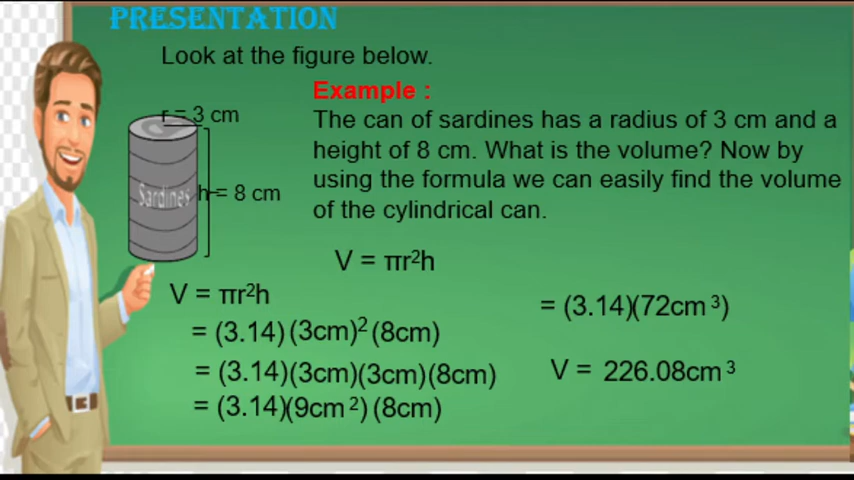 PRESENTATION
Look at the figure below.
r = 3 cm
Sardines
h = 8 cm
Example :
The can of sardines has a radius of 3 cm and a
height of 8 cm. What is the volume? Now by
using the formula we can easily find the volume
of the cylindrical can.
V = πr²h
V = πr²h
= (3.14)(3cm)²(8cm)
= (3.14)(3cm)(3cm)(8cm)
= (3.14)(9cm²)(8cm)
= (3.14)(72cm³)
V = 226.08cm³